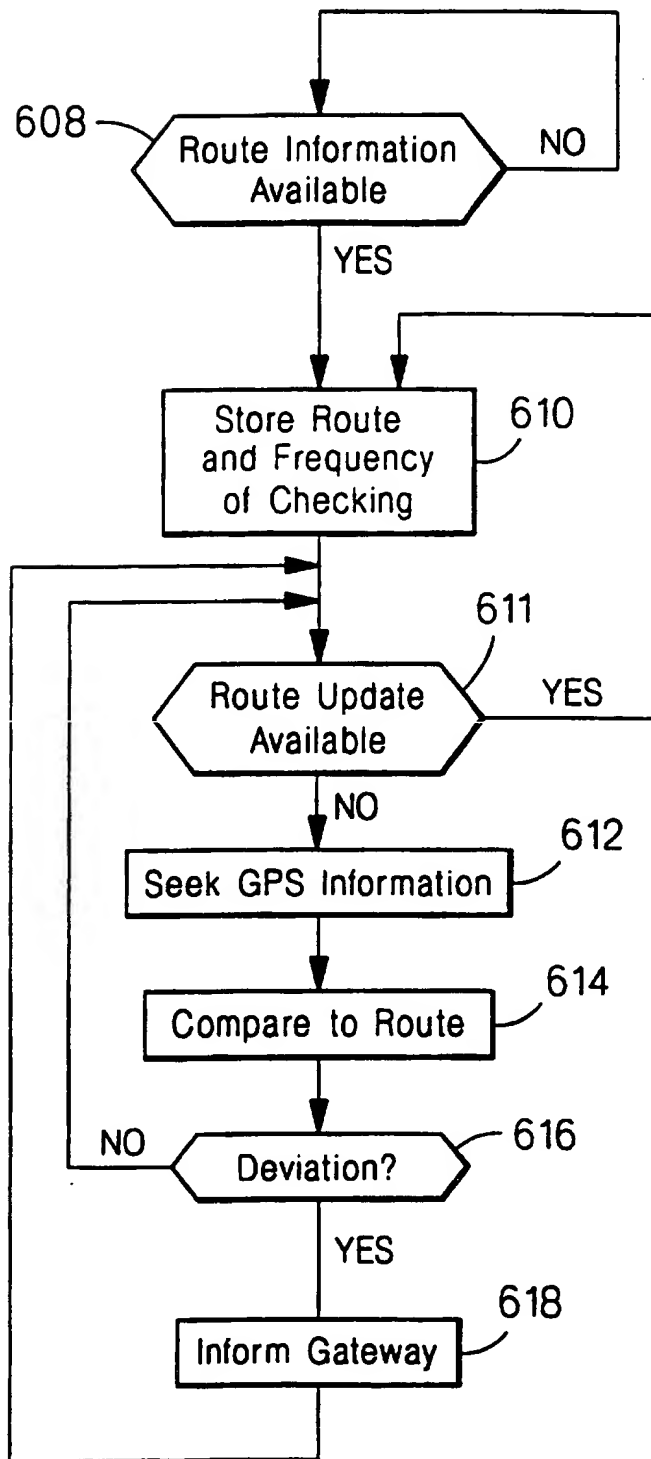 608
Route Information
Available
NO
YES
Store Route
and Frequency
of Checking
610
611
Route Update
Available
YES
NO
612
Seek GPS Information
614
Compare to Route
616
NO
Deviation?
YES
618
Inform Gateway